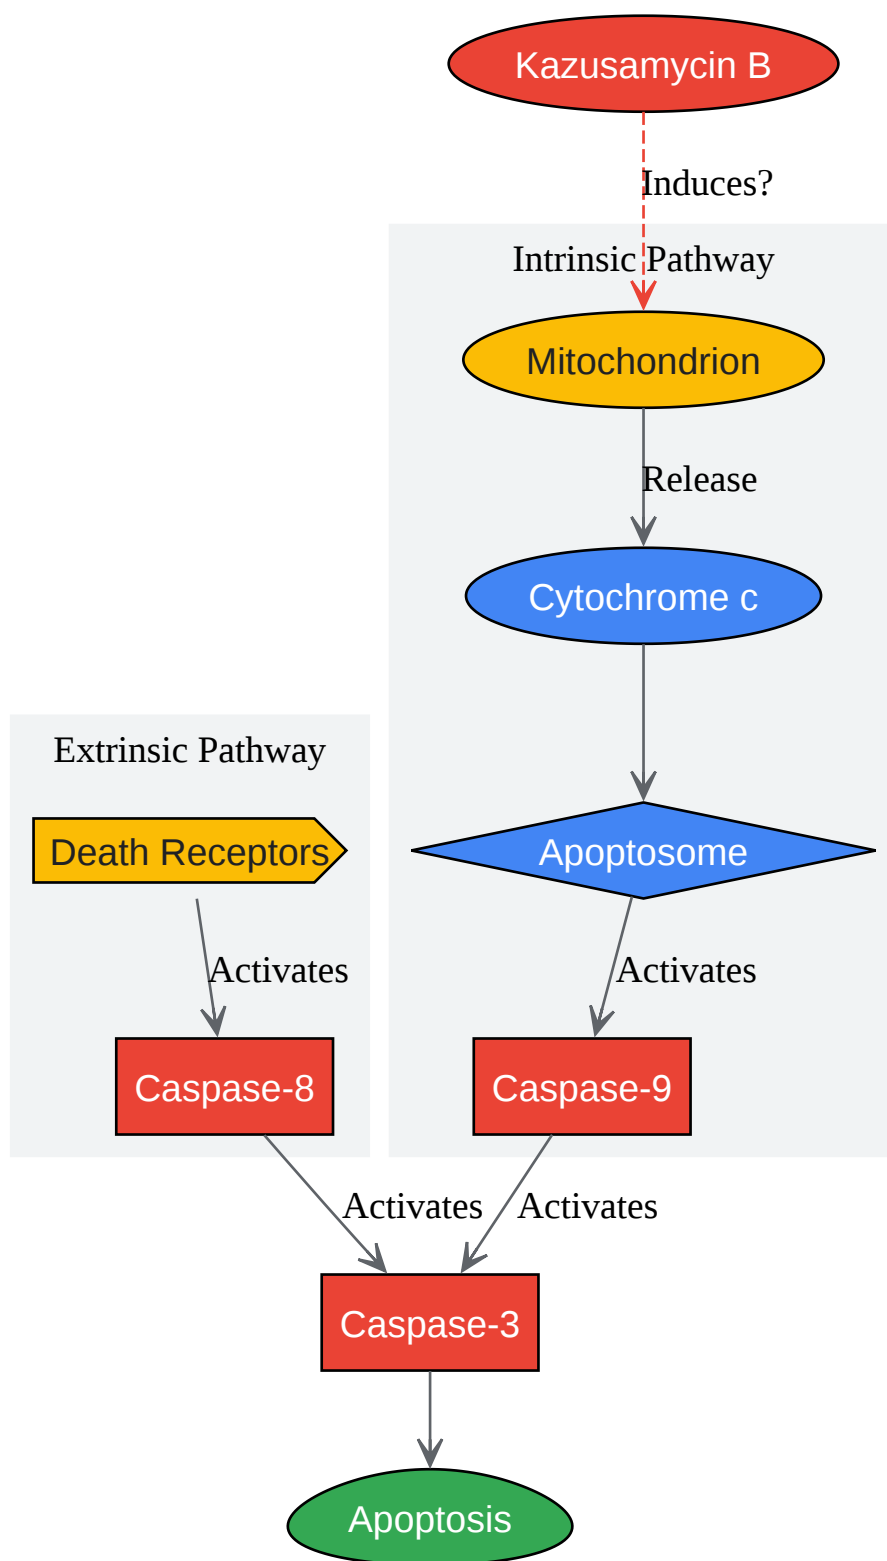 Kazusamycin B
Induces?
Intrinsic Pathway
Mitochondrion
Release
Cytochrome c
Extrinsic Pathway
Death Receptors
Apoptosome
Activates
Activates
Caspase-8
Caspase-9
Activates
Activates
Caspase-3
Apoptosis